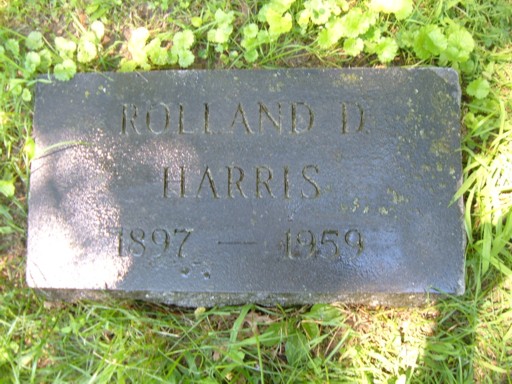 ROLLAND D
HARRIS
1897 — 1959